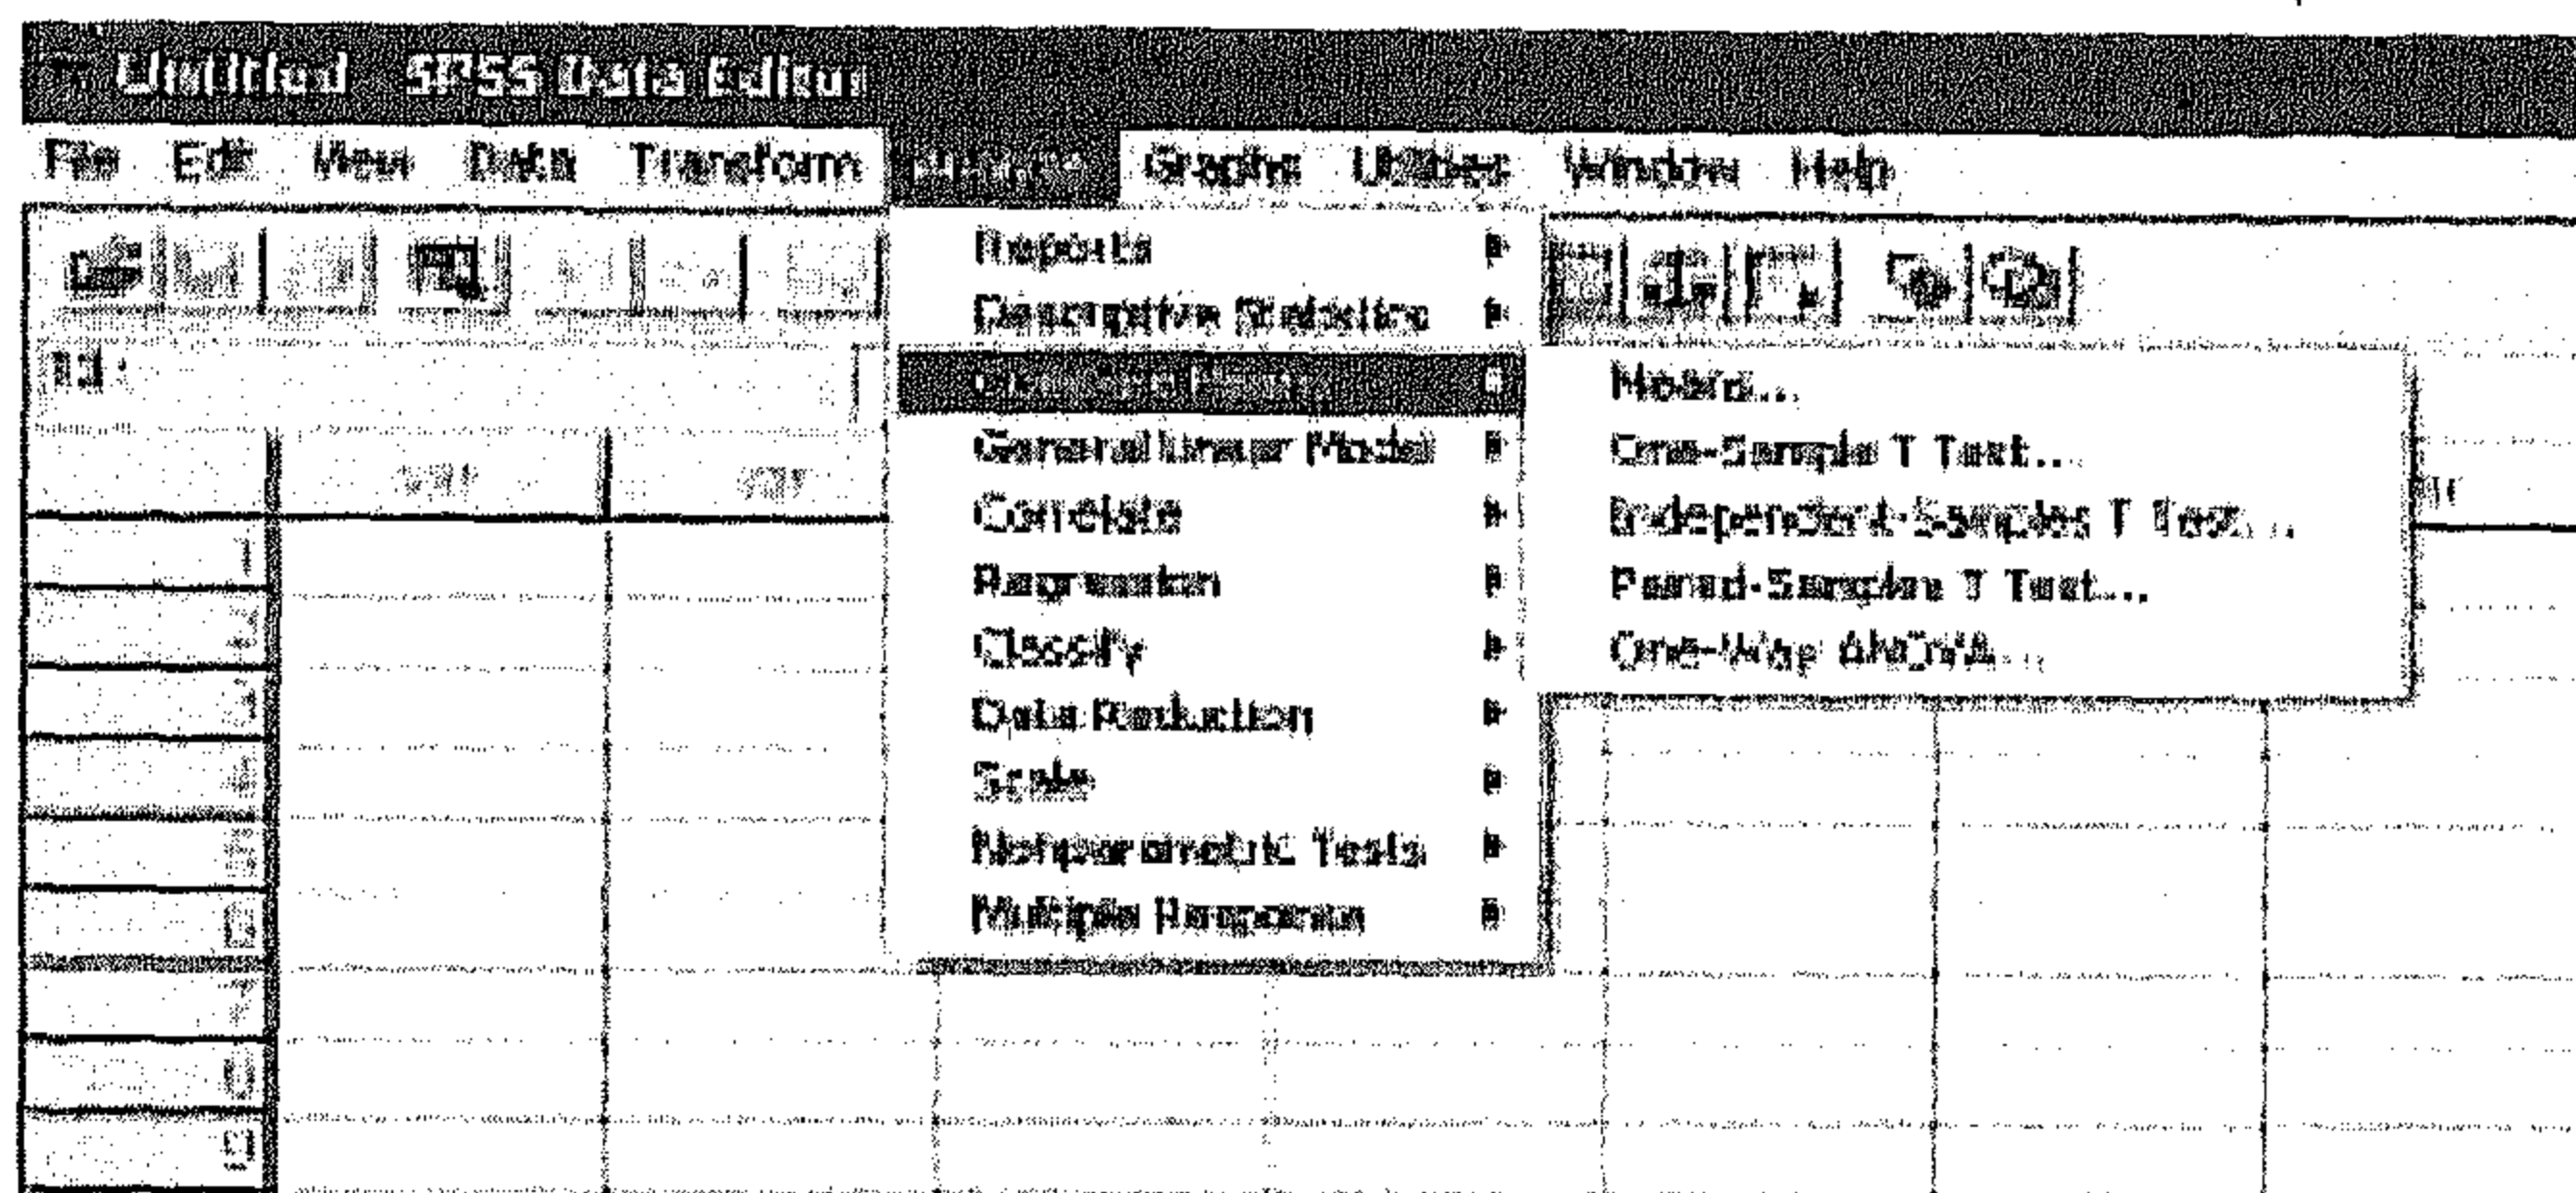 Untitled - SPSS Data Editor
File Edit View Data Transform Graphs Utilities Window Help
Reports
Descriptive Statistics
General Linear Model
Correlate
Regression
Classify
Data Reduction
Scale
Nonparametric Tests
Multiple Response
Means...
One-Sample T Test...
Independent-Samples T Test...
Paired-Samples T Test...
One-Way ANOVA...
var var